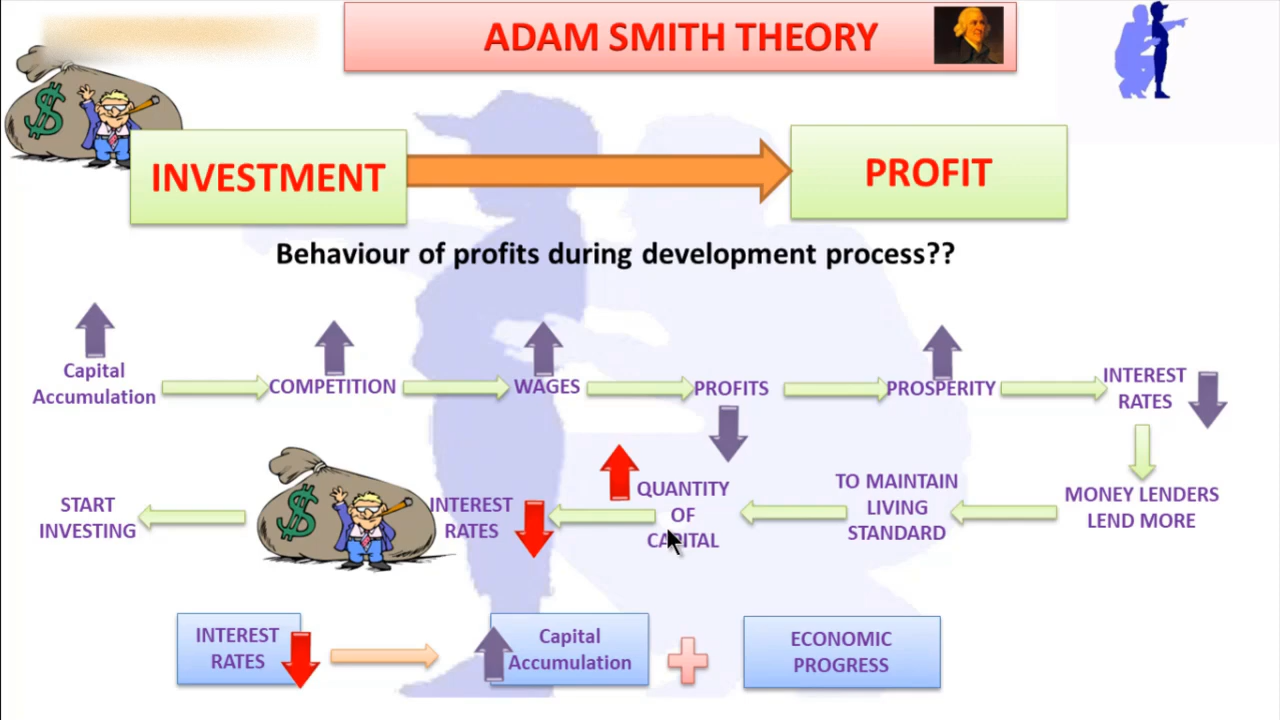 ADAM SMITH THEORY
INVESTMENT
PROFIT
Behaviour of profits during development process??
Capital
Accumulation
COMPETITION
WAGES
PROFITS
PROSPERITY
INTEREST
RATES
MONEY LENDERS
LEND MORE
TO MAINTAIN
LIVING
STANDARD
QUANTITY
OF
CAPITAL
INTEREST
RATES
$
START
INVESTING
INTEREST
RATES
Capital
Accumulation
ECONOMIC
PROGRESS
$